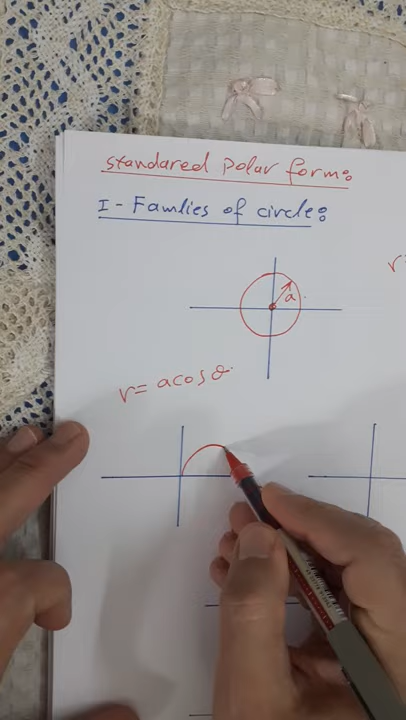 standared polar form:
I - Famlies of circle:
r=
a.
r= acosθ.